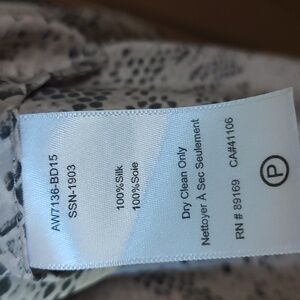 AW7136-BD15
SSN-1903
100%Silk
100%Soie
Dry Clean Only
Nettoyer À Sec Seulement
RN # 89169 CA#41106
P